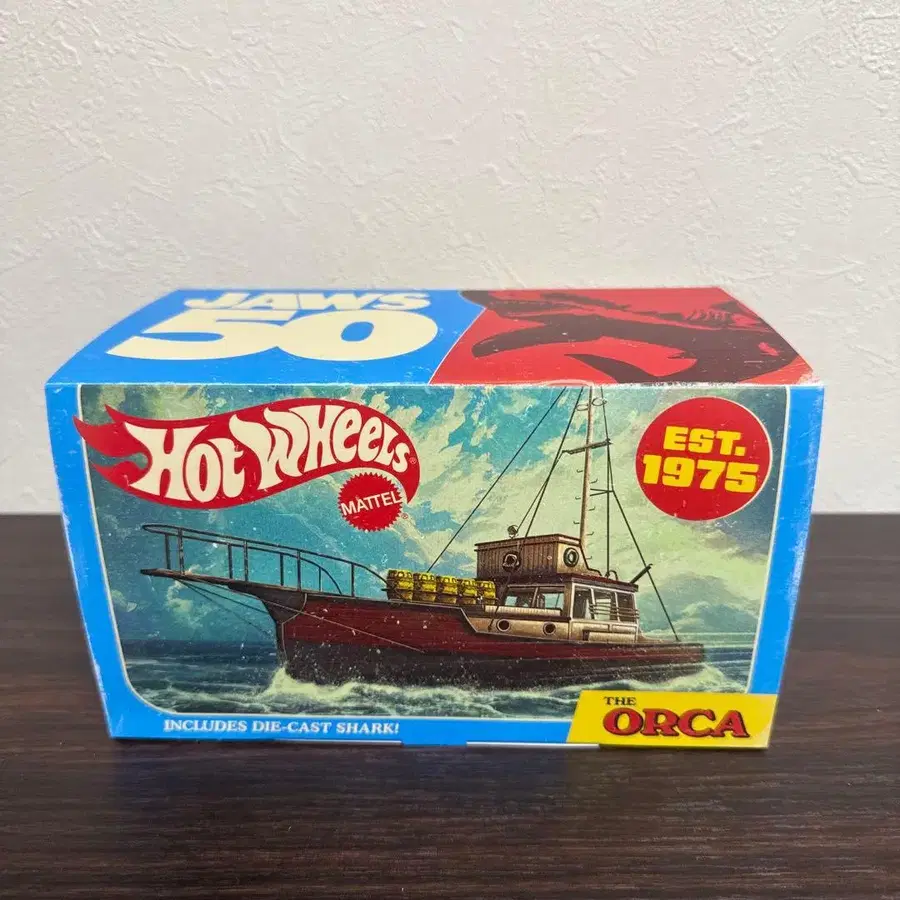 JAWS
50
HOT WHEELS®
MATTEL
EST.
1975
INCLUDES DIE-CAST SHARK!
THE
ORCA